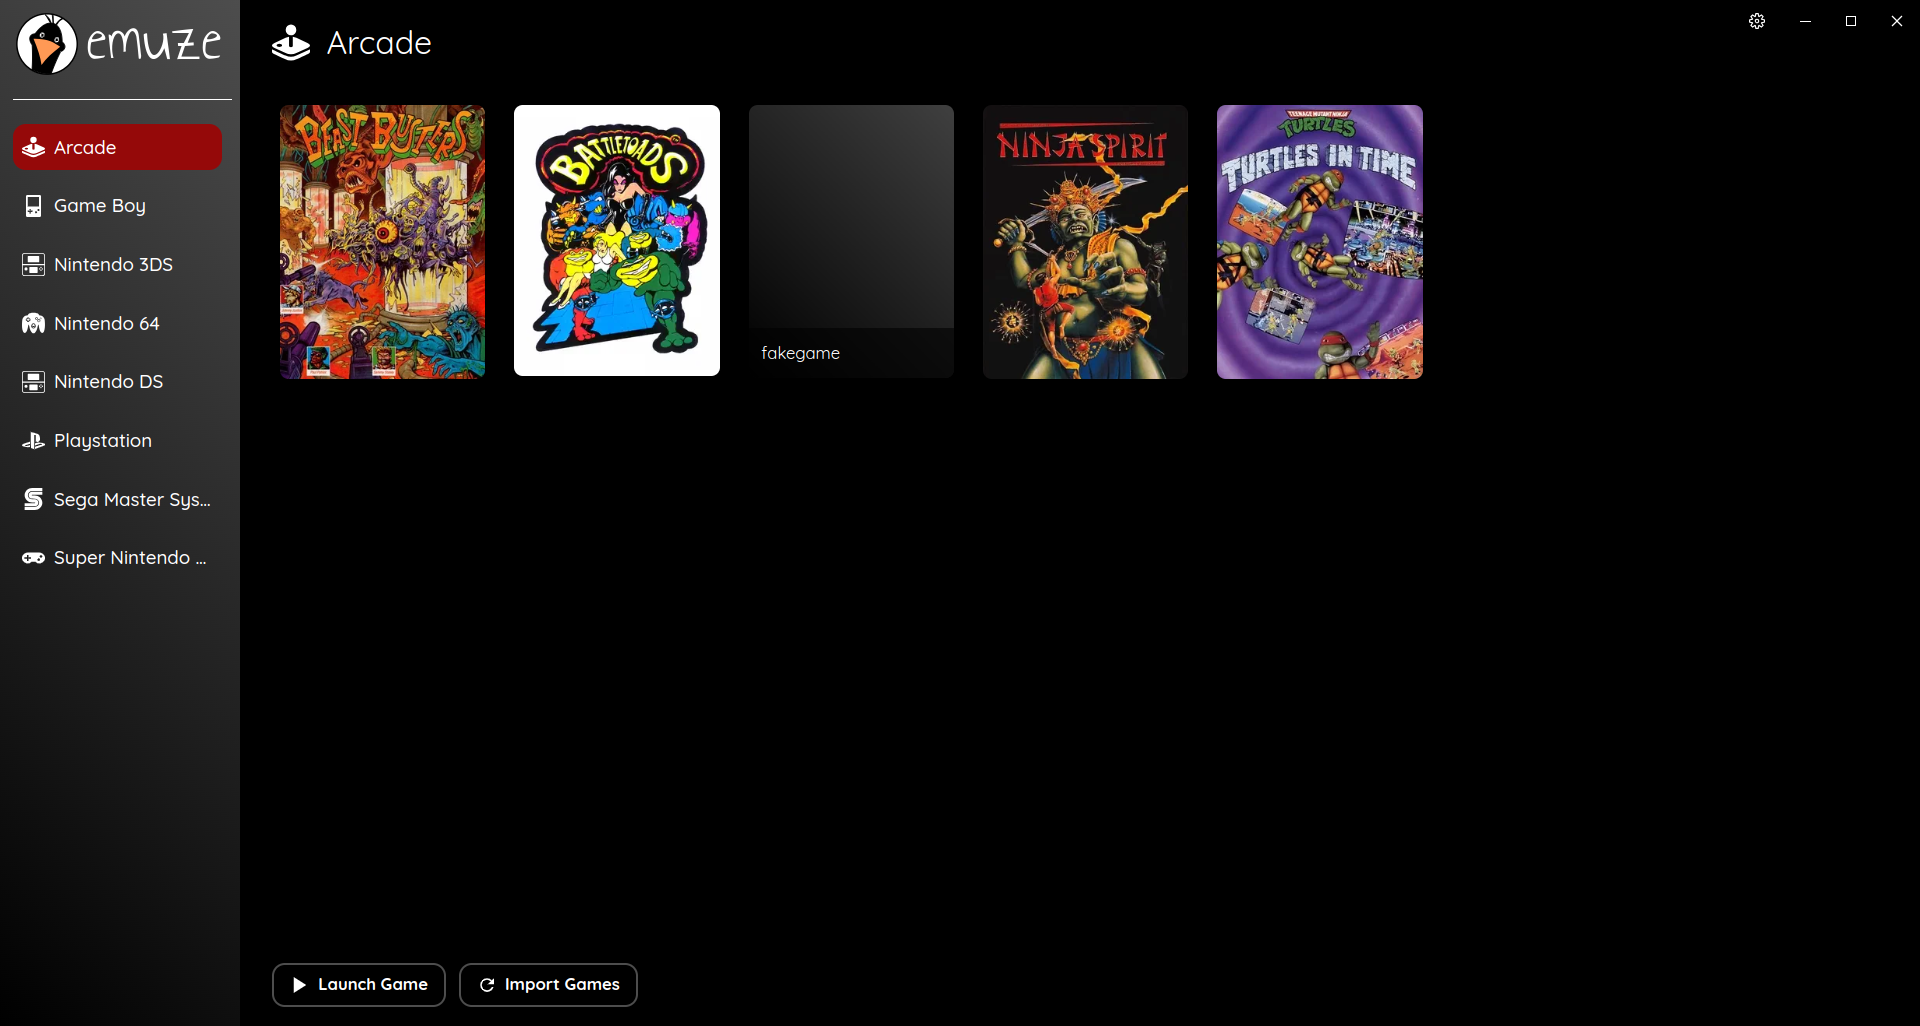 emuze
Arcade
Arcade
Game Boy
Nintendo 3DS
Nintendo 64
Nintendo DS
Playstation
Sega Master Sys...
Super Nintendo ...
BEAST BUSTERS
BATTLETOADS
fakegame
NINJA SPIRIT
TEENAGE MUTANT NINJA
TURTLES
TURTLES IN TIME
Launch Game
Import Games